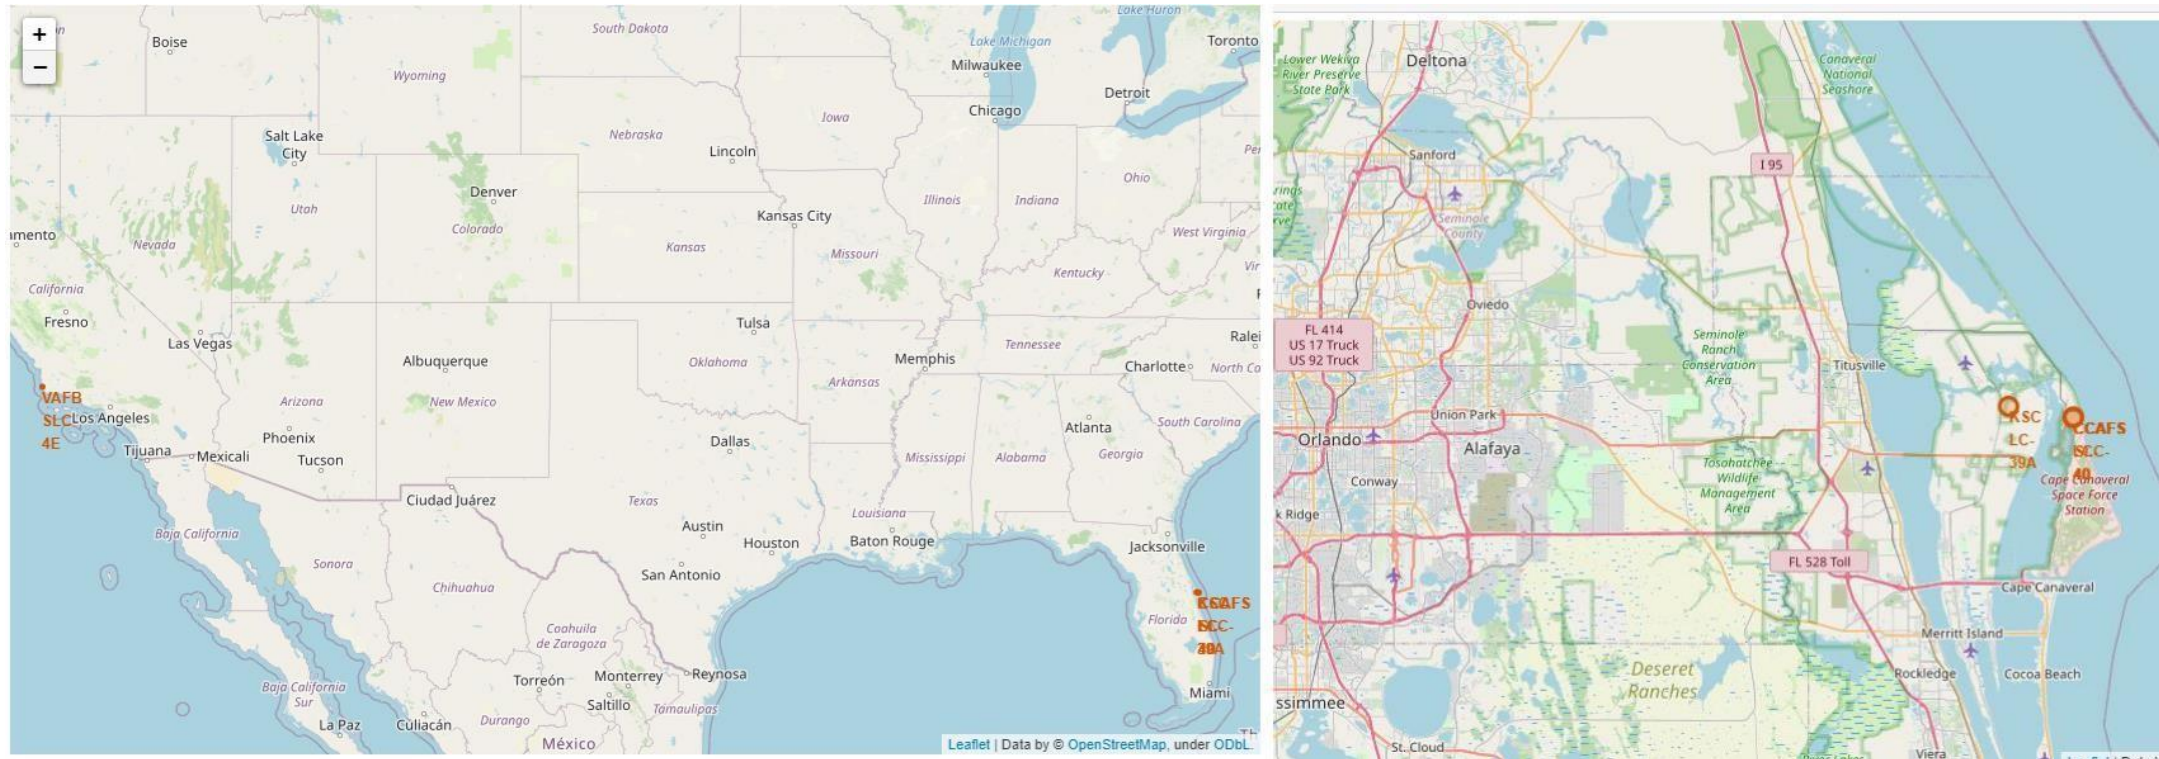 +
−
Boise
South Dakota
Lake Huron
Wyoming
Lake Michigan
Toronto
Milwaukee
Detroit
Chicago
Iowa
Salt Lake
City
Nebraska
Lincoln
Denver
Ohio
Utah
Illinois
Indiana
Kansas City
Colorado
Nevada
Kansas
Missouri
West Virginia
Kentucky
California
Fresno
Tulsa
Las Vegas
Albuquerque
Oklahoma
Memphis
Tennessee
Charlotte
Arkansas
VAFB
SLC-
4E
Los Angeles
Arizona
New Mexico
Atlanta
South Carolina
Phoenix
Dallas
Tijuana
Mexicali
Tucson
Mississippi
Alabama
Georgia
Ciudad Juárez
Texas
Louisiana
Austin
Baja California
Houston
Baton Rouge
Jacksonville
Sonora
San Antonio
Chihuahua
Florida
Coahuila
de Zaragoza
Reynosa
Torreón
Monterrey
Baja California
Sur
Miami
Saltillo
Tamaulipas
La Paz
Culiacán
Durango
México
Leaflet | Data by © OpenStreetMap, under ODbL.
Lower Wekiva
River Preserve
State Park
Deltona
Canaveral
National
Seashore
Sanford
I 95
Seminole
County
Oviedo
FL 414
US 17 Truck
US 92 Truck
Seminole
Ranch
Conservation
Area
Titusville
Union Park
KSC
LC-
39A
CCAFS
Orlando
Alafaya
Tosohatchee
Wildlife
Management
Area
Conway
Cape Canaveral
Space Force
Station
FL 528 Toll
Cape Canaveral
Merritt Island
Deseret
Ranches
Rockledge
Cocoa Beach
St. Cloud
Viera